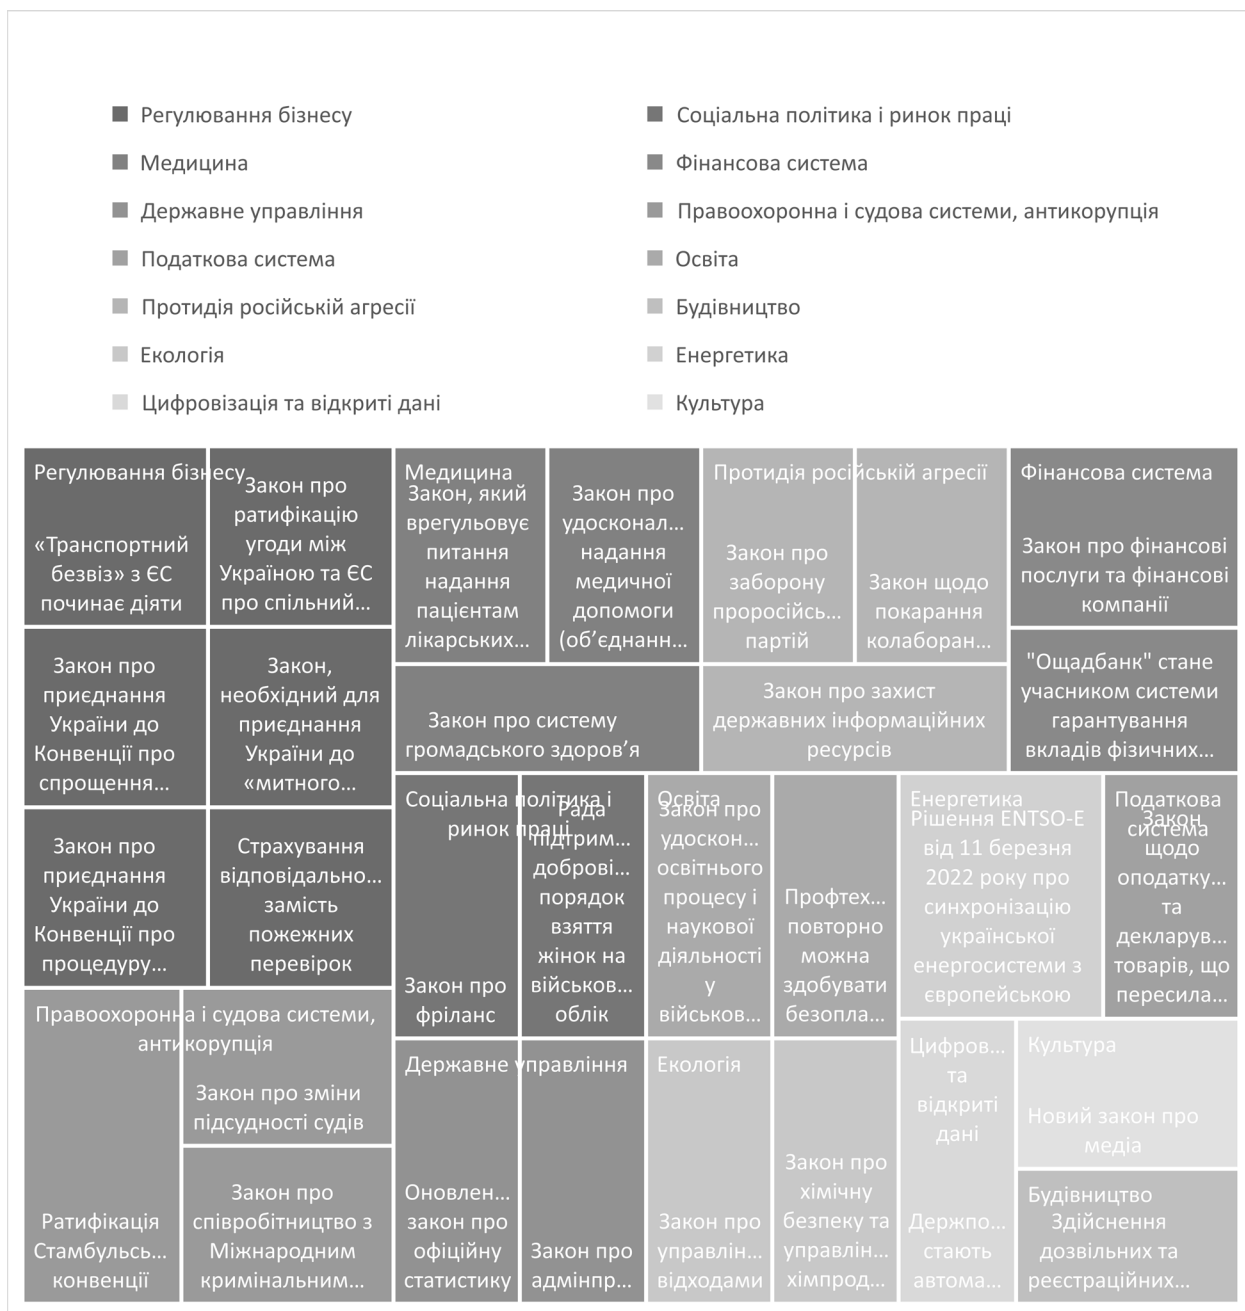 Регулювання бізнесу
Соціальна політика і ринок праці
Медицина
Фінансова система
Державне управління
Правоохоронна і судова системи, антикорупція
Податкова система
Освіта
Протидія російській агресії
Будівництво
Екологія
Енергетика
Цифровізація та відкриті дані
Культура
Регулювання бізнесу
«Транспортний
безвіз» з ЄС
починає діяти
Закон про
ратифікацію
угоди між
Україною та ЄС
про спільний...
Закон про
приєднання
України до
Конвенції про
спрощення...
Закон,
необхідний для
приєднання
України до
«митного...
Закон про
приєднання
України до
Конвенції про
процедуру...
Страхування
відповідально...
замість
пожежних
перевірок
Медицина
Закон, який
врегульовує
питання
надання
пацієнтам
лікарських...
Закон про
удосконал...
надання
медичної
допомоги
(об’єднанн...
Закон про систему
громадського здоров’я
Протидія російській агресії
Закон про
заборону
проросійсь...
партій
Закон щодо
покарання
колаборан...
Закон про захист
державних інформаційних
ресурсів
Фінансова система
Закон про фінансові
послуги та фінансові
компанії
"Ощадбанк" стане
учасником системи
гарантування
вкладів фізичних...
Соціальна політика і
ринок праці
Закон про
фріланс
Рада
підтрим...
доброві...
порядок
взяття
жінок на
військов...
облік
Освіта
Закон про
удоскон...
освітнього
процесу і
наукової
діяльності
у
військов...
Профтех...
повторно
можна
здобувати
безопла...
Енергетика
Рішення ENTSO-E
від 11 березня
2022 року про
синхронізацію
української
енергосистеми з
європейською
Податкова
система
Закон
щодо
оподатку...
та
декларув...
товарів, що
пересила...
Правоохоронна і судова системи,
антикорупція
Ратифікація
Стамбульсь...
конвенції
Закон про зміни
підсудності судів
Закон про
співробітництво з
Міжнародним
кримінальним...
Державне управління
Оновлен...
закон про
офіційну
статистику
Закон про
адмінпр...
Екологія
Закон про
управлін...
відходами
Закон про
хімічну
безпеку та
управлін...
хімпрод...
Цифров...
та
відкриті
дані
Держпо...
стають
автома...
Культура
Новий закон про
медіа
Будівництво
Здійснення
дозвільних та
реєстраційних...